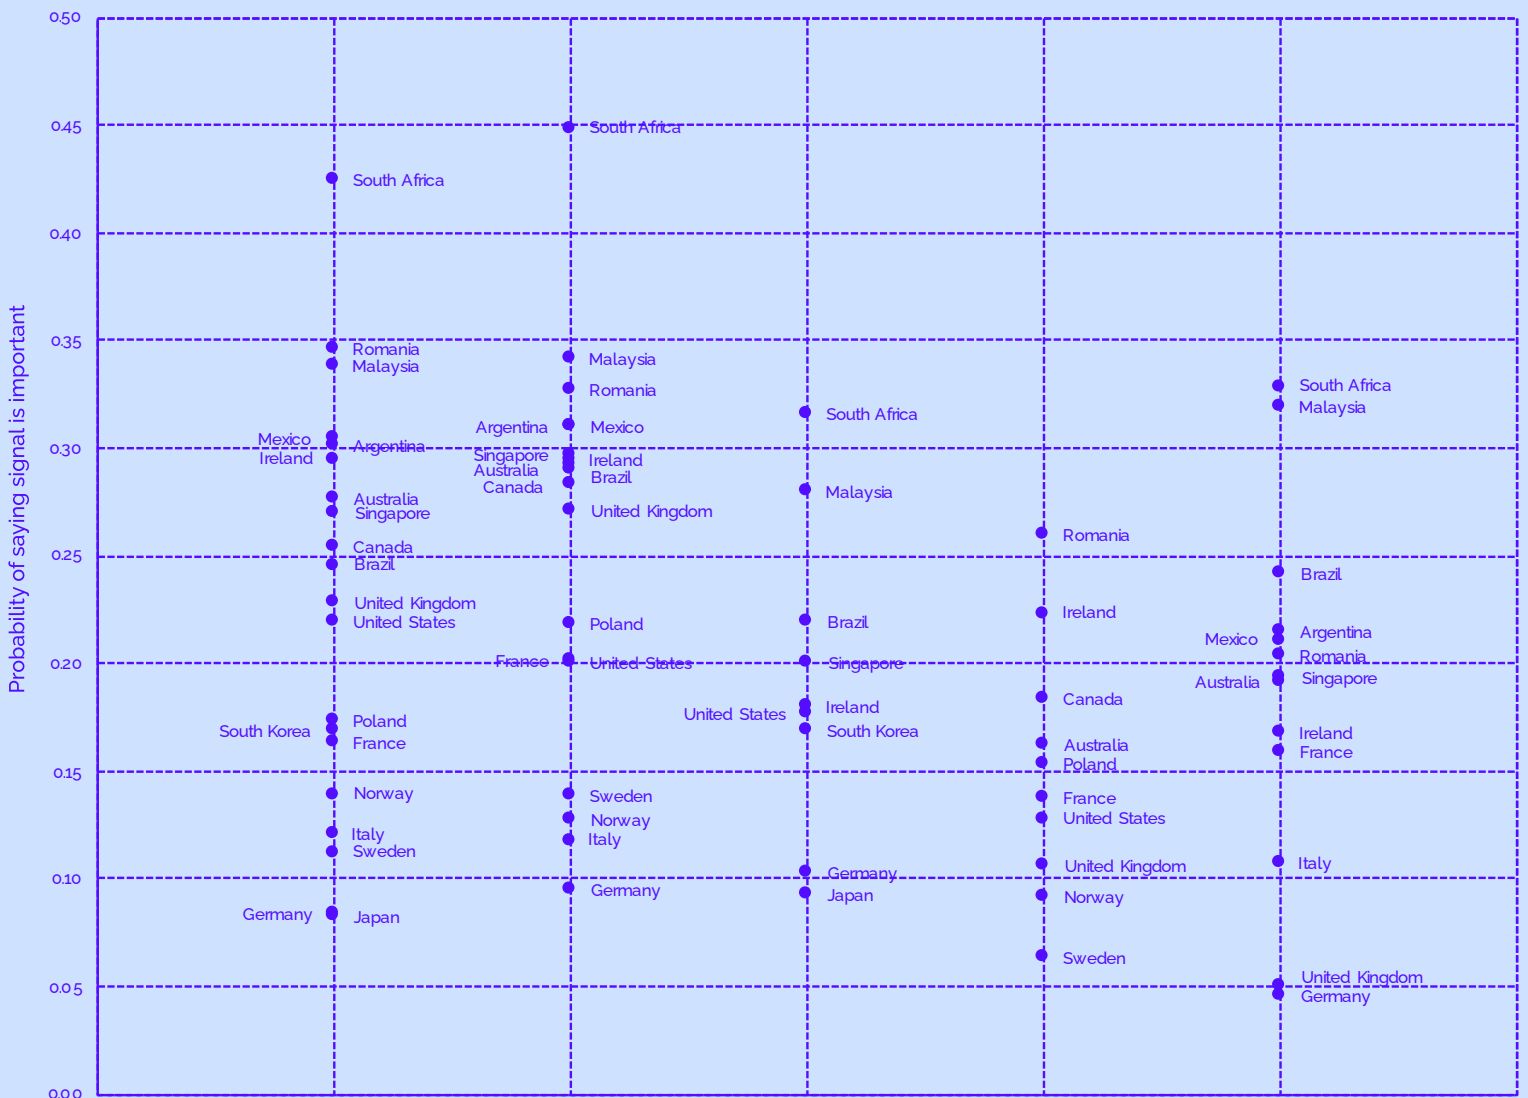 0.50
0.45
0.40
0.35
0.30
0.25
0.20
0.15
0.10
0.05
0.00
Probability of saying signal is important
South Africa
Romania
Malaysia
Mexico
Argentina
Ireland
Australia
Singapore
Canada
Brazil
United Kingdom
United States
Poland
South Korea
France
Norway
Italy
Sweden
Germany
Japan
South Africa
Malaysia
Romania
Argentina
Mexico
Singapore
Ireland
Australia
Brazil
Canada
United Kingdom
Poland
France
United States
Sweden
Norway
Italy
Germany
South Africa
Malaysia
Brazil
Singapore
Ireland
United States
South Korea
Germany
Japan
Romania
Ireland
Canada
Australia
Poland
France
United States
United Kingdom
Norway
Sweden
South Africa
Malaysia
Brazil
Argentina
Mexico
Romania
Singapore
Australia
Ireland
France
Italy
United Kingdom
Germany